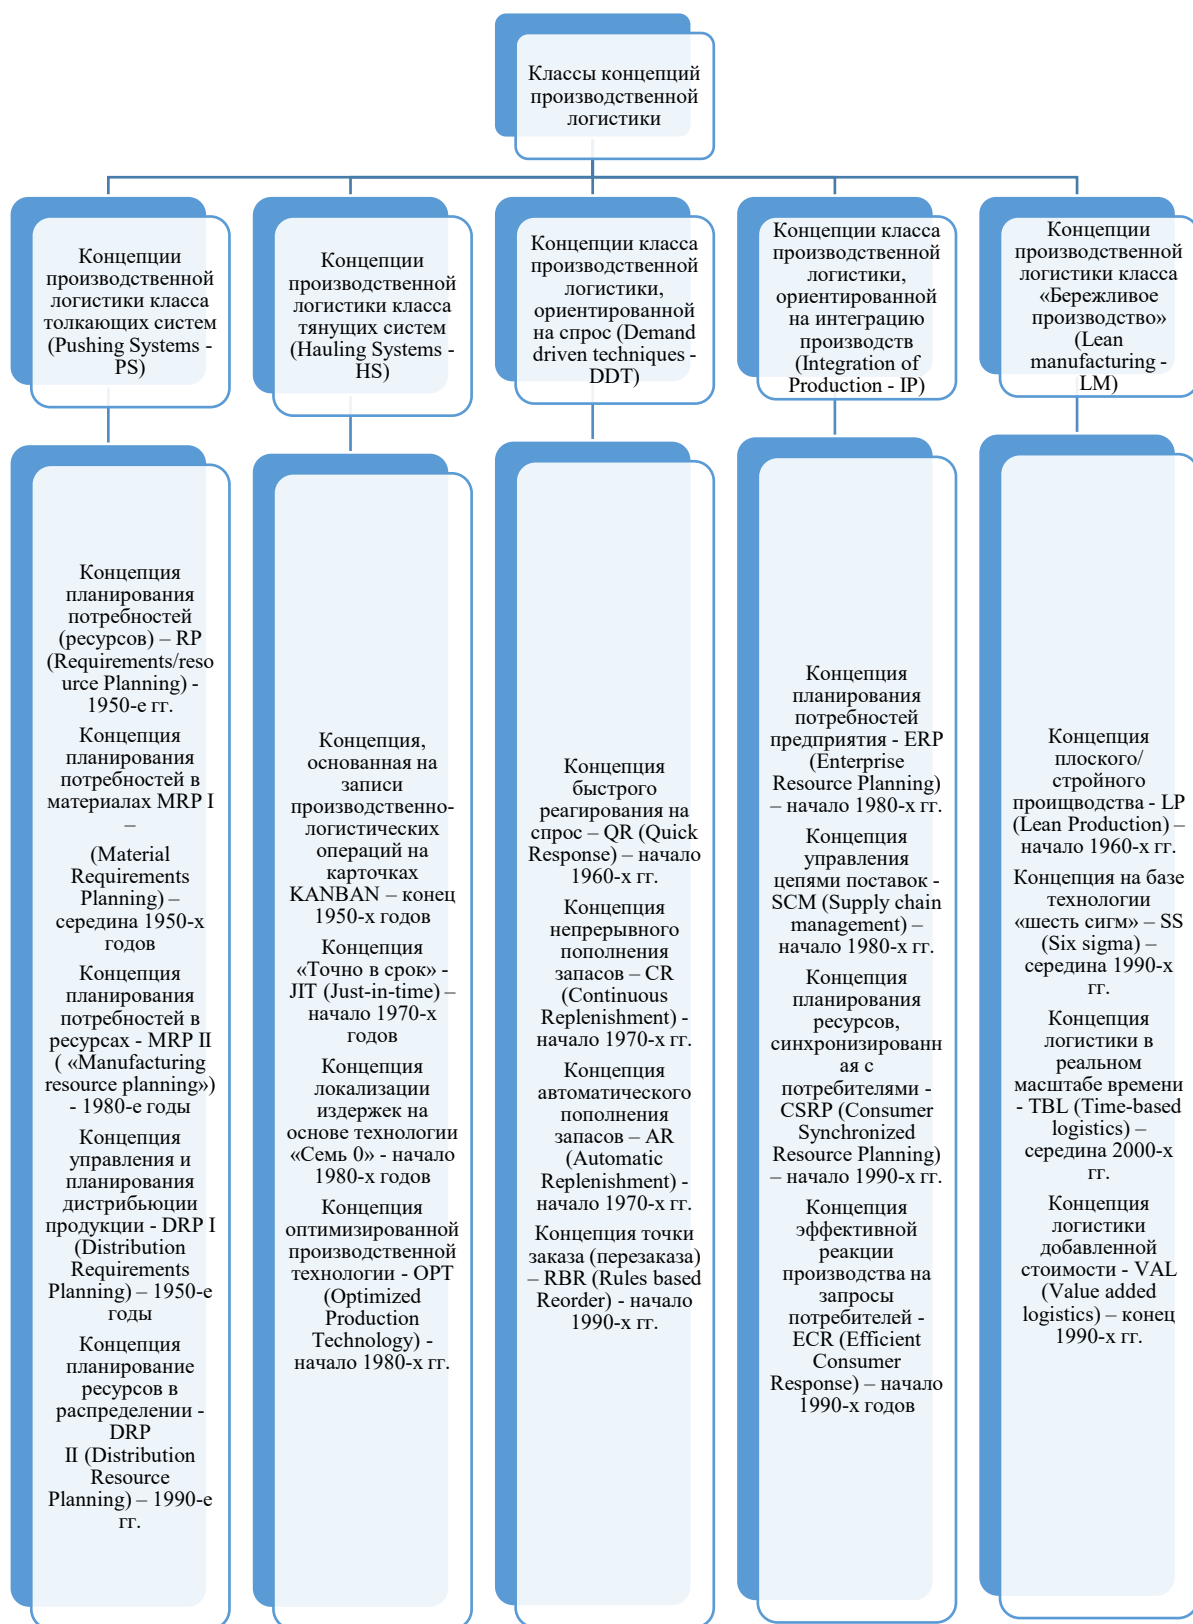 Классы концепций
производственной
логистики
Концепции
производственной
логистики класса
толкающих систем
(Pushing Systems -
PS)
Концепции
производственной
логистики класса
тянущих систем
(Hauling Systems -
HS)
Концепции класса
производственной
логистики,
ориентированной
на спрос (Demand
driven techniques -
DDT)
Концепции класса
производственной
логистики,
ориентированной
на интеграцию
производств
(Integration of
Production - IP)
Концепции
производственной
логистики класса
«Бережливое
производство»
(Lean
manufacturing -
LM)
Концепция
планирования
потребностей
(ресурсов) – RP
(Requirements/reso
urce Planning) -
1950-е гг.
Концепция
планирования
потребностей в
материалах MRP I
–
(Material
Requirements
Planning) –
середина 1950-х
годов
Концепция
планирования
потребностей в
ресурсах - MRP II
( «Manufacturing
resource planning»)
- 1980-е годы
Концепция
управления и
планирования
дистрибьюции
продукции - DRP I
(Distribution
Requirements
Planning) – 1950-е
годы
Концепция
планирование
ресурсов в
распределении -
DRP
II (Distribution
Resource
Planning) – 1990-е
гг.
Концепция,
основанная на
записи
производственно-
логистических
операций на
карточках
KANBAN – конец
1950-х годов
Концепция
«Точно в срок» -
JIT (Just-in-time) –
начало 1970-х
годов
Концепция
локализации
издержек на
основе технологии
«Семь 0» - начало
1980-х годов
Концепция
оптимизированной
производственной
технологии - OPT
(Optimized
Production
Technology) -
начало 1980-х гг.
Концепция
быстрого
реагирования на
спрос – QR (Quick
Response) – начало
1960-х гг.
Концепция
непрерывного
пополнения
запасов – CR
(Continuous
Replenishment) -
начало 1970-х гг.
Концепция
автоматического
пополнения
запасов – AR
(Automatic
Replenishment) -
начало 1970-х гг.
Концепция точки
заказа (перезаказа)
– RBR (Rules based
Reorder) - начало
1990-х гг.
Концепция
планирования
потребностей
предприятия - ERP
(Enterprise
Resource Planning)
– начало 1980-х гг.
Концепция
управления
цепями поставок -
SCM (Supply chain
management) –
начало 1980-х гг.
Концепция
планирования
ресурсов,
синхронизированн
ая с
потребителями -
CSRP (Consumer
Synchronized
Resource Planning)
– начало 1990-х гг.
Концепция
эффективной
реакции
производства на
запросы
потребителей -
ECR (Efficient
Consumer
Response) – начало
1990-х годов
Концепция
плоского/
стройного
проищводства - LP
(Lean Production) –
начало 1960-х гг.
Концепция на базе
технологии
«шесть сигм» – SS
(Six sigma) –
середина 1990-х
гг.
Концепция
логистики в
реальном
масштабе времени
- TBL (Time-based
logistics) –
середина 2000-х
гг.
Концепция
логистики
добавленной
стоимости - VAL
(Value added
logistics) – конец
1990-х гг.